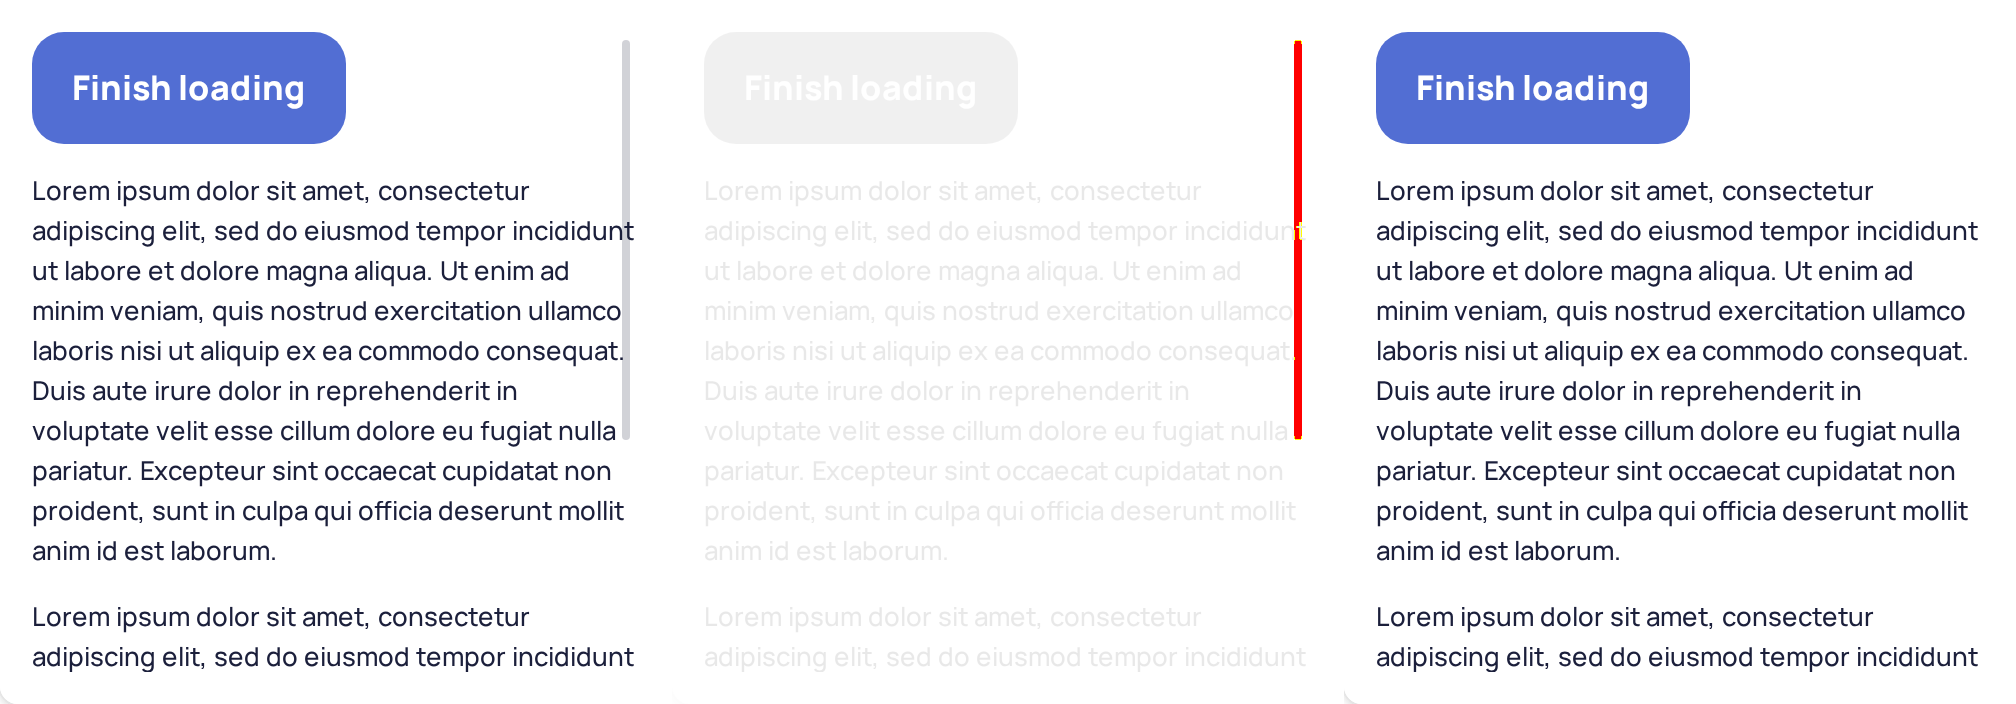 Finish loading
Lorem ipsum dolor sit amet, consectetur
adipiscing elit, sed do eiusmod tempor incididunt
ut labore et dolore magna aliqua. Ut enim ad
minim veniam, quis nostrud exercitation ullamco
laboris nisi ut aliquip ex ea commodo consequat.
Duis aute irure dolor in reprehenderit in
voluptate velit esse cillum dolore eu fugiat nulla
pariatur. Excepteur sint occaecat cupidatat non
proident, sunt in culpa qui officia deserunt mollit
anim id est laborum.
Lorem ipsum dolor sit amet, consectetur
adipiscing elit, sed do eiusmod tempor incididunt
Finish loading
Lorem ipsum dolor sit amet, consectetur
adipiscing elit, sed do eiusmod tempor incididunt
ut labore et dolore magna aliqua. Ut enim ad
minim veniam, quis nostrud exercitation ullamco
laboris nisi ut aliquip ex ea commodo consequat.
Duis aute irure dolor in reprehenderit in
voluptate velit esse cillum dolore eu fugiat nulla
pariatur. Excepteur sint occaecat cupidatat non
proident, sunt in culpa qui officia deserunt mollit
anim id est laborum.
Lorem ipsum dolor sit amet, consectetur
adipiscing elit, sed do eiusmod tempor incididunt
Finish loading
Lorem ipsum dolor sit amet, consectetur
adipiscing elit, sed do eiusmod tempor incididunt
ut labore et dolore magna aliqua. Ut enim ad
minim veniam, quis nostrud exercitation ullamco
laboris nisi ut aliquip ex ea commodo consequat.
Duis aute irure dolor in reprehenderit in
voluptate velit esse cillum dolore eu fugiat nulla
pariatur. Excepteur sint occaecat cupidatat non
proident, sunt in culpa qui officia deserunt mollit
anim id est laborum.
Lorem ipsum dolor sit amet, consectetur
adipiscing elit, sed do eiusmod tempor incididunt